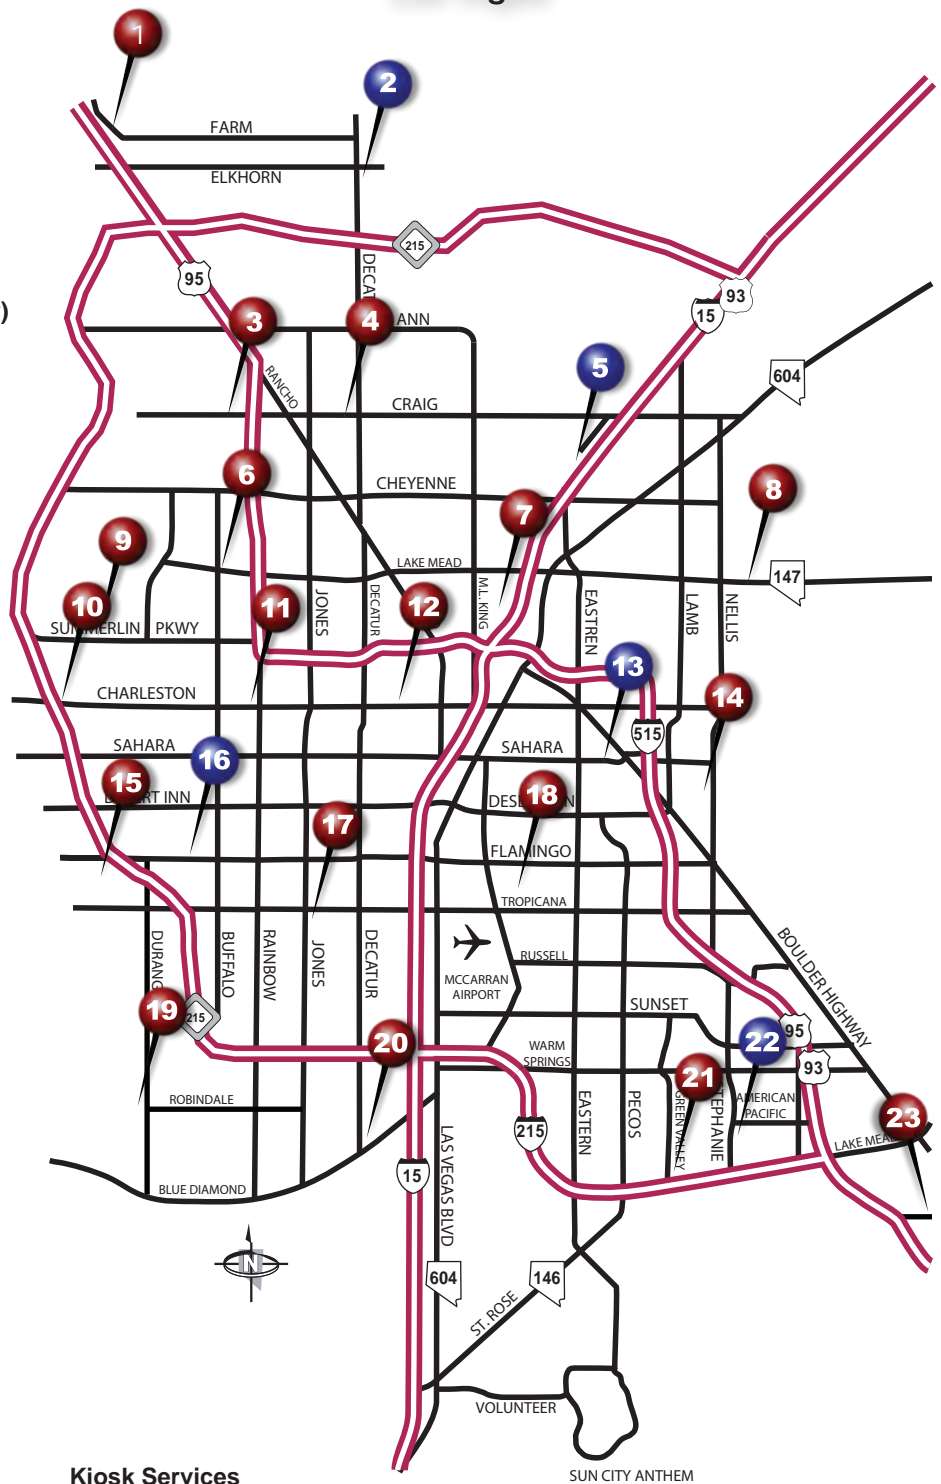 1
2
FARM
ELKHORN
215
95
3
4
ANN
15
93
5
604
RANCHO
CRAIG
6
CHEYENNE
7
8
9
LAKE MEAD
147
10
11
JONES
DECATUR
12
M.L. KING
EASTREN
LAMB
NELLIS
PKWY
13
CHARLESTON
14
515
SAHARA
16
SAHARA
15
18
17
FLAMINGO
TROPICANA
BUFFALO
RAINBOW
JONES
DECATUR
MCCARRAN
AIRPORT
RUSSELL
BOULDER HIGHWAY
SUNSET
19
215
20
WARM
SPRINGS
22
95
93
21
ROBINDALE
EASTERN
PECOS
GREEN VALLEY
AMERICAN
PACIFIC
23
LAKE MEAD
215
LAS VEGAS BLVD
15
BLUE DIAMOND
N
604
146
ST. ROSE
VOLUNTEER
SUN CITY ANTHEM
Kiosk Services